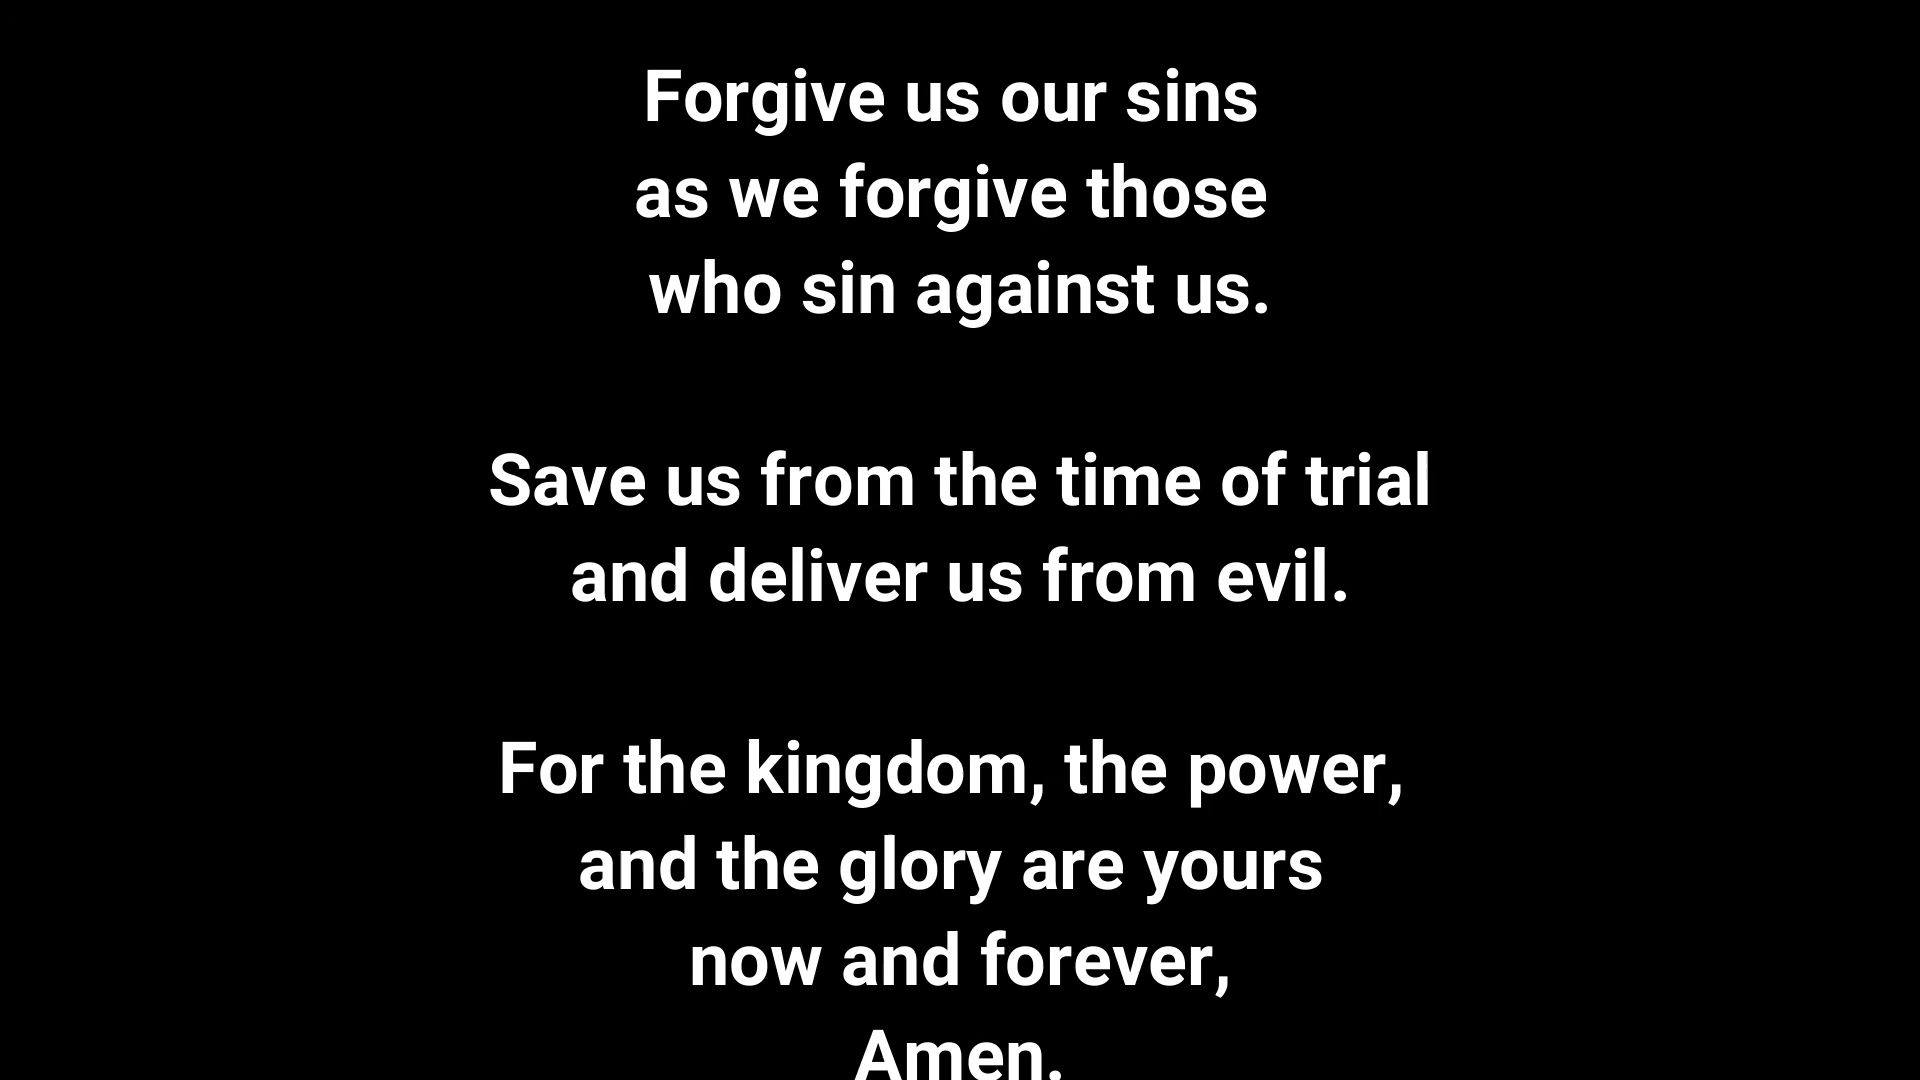 Forgive us our sins
as we forgive those
who sin against us.
Save us from the time of trial
and deliver us from evil.
For the kingdom, the power,
and the glory are yours
now and forever,
Amen.